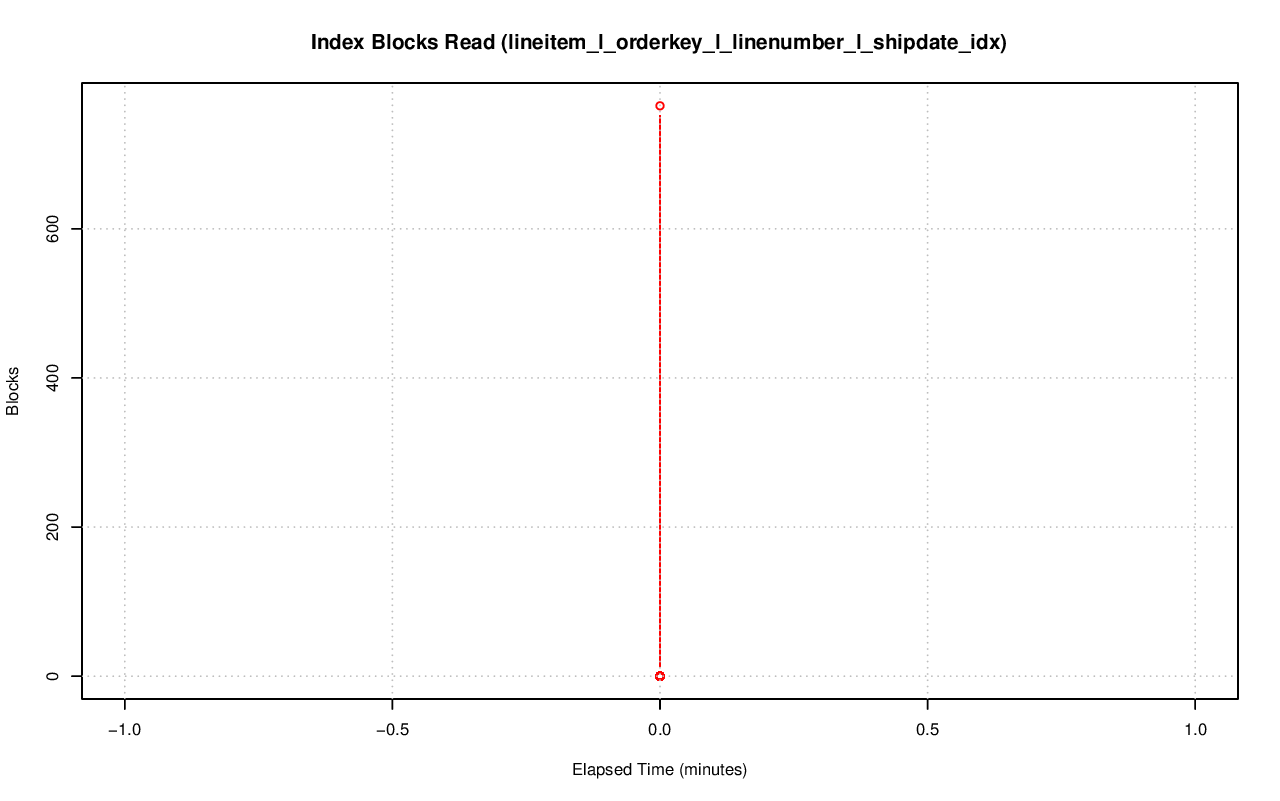 Index Blocks Read (lineitem_l_orderkey_l_linenumber_l_shipdate_idx)
Blocks
600
400
200
0
−1.0 −0.5 0.0 0.5 1.0
Elapsed Time (minutes)